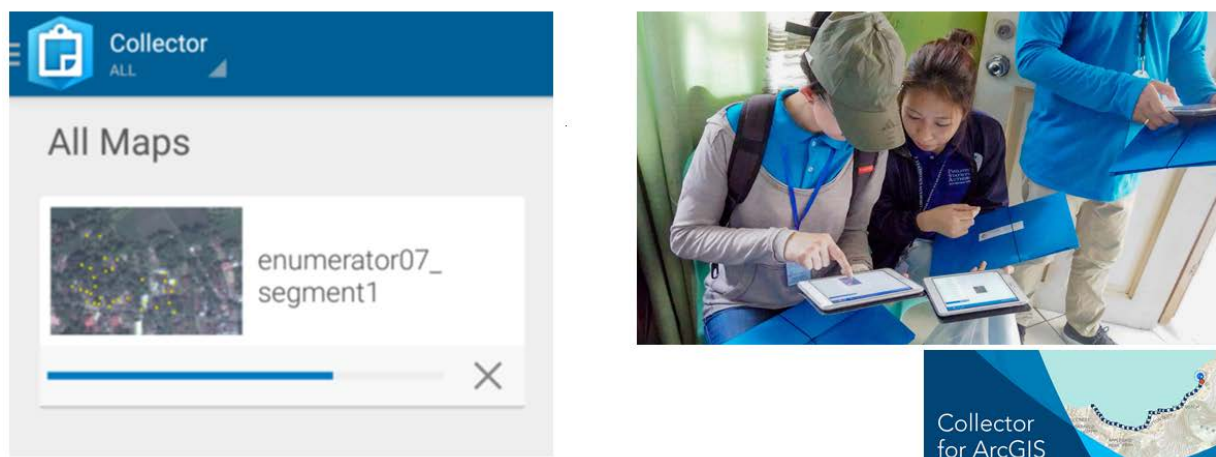 Collector
ALL
All Maps
enumerator07_
segment1
Collector
for ArcGIS